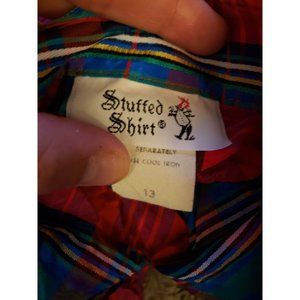 Stuffed
Shirt®
SEPARATELY
COOL IRON
13